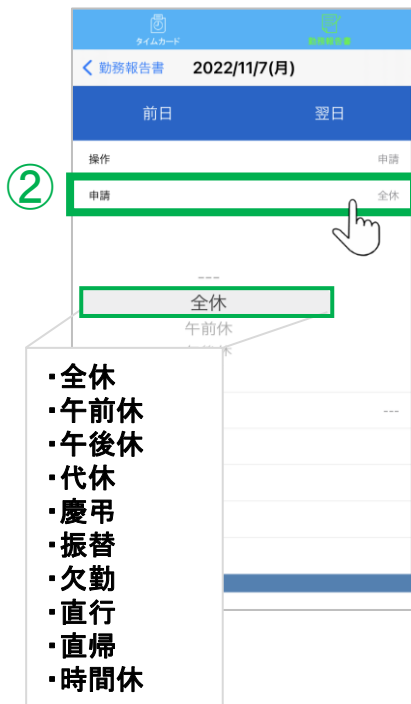 タイムカード
勤務報告書
勤務報告書 2022/11/7(月)
前日 翌日
操作 申請
②
申請 全休
---
全休
午前休
・全休
・午前休
・午後休
・代休
・慶弔
・振替
・欠勤
・直行
・直帰
・時間休
---